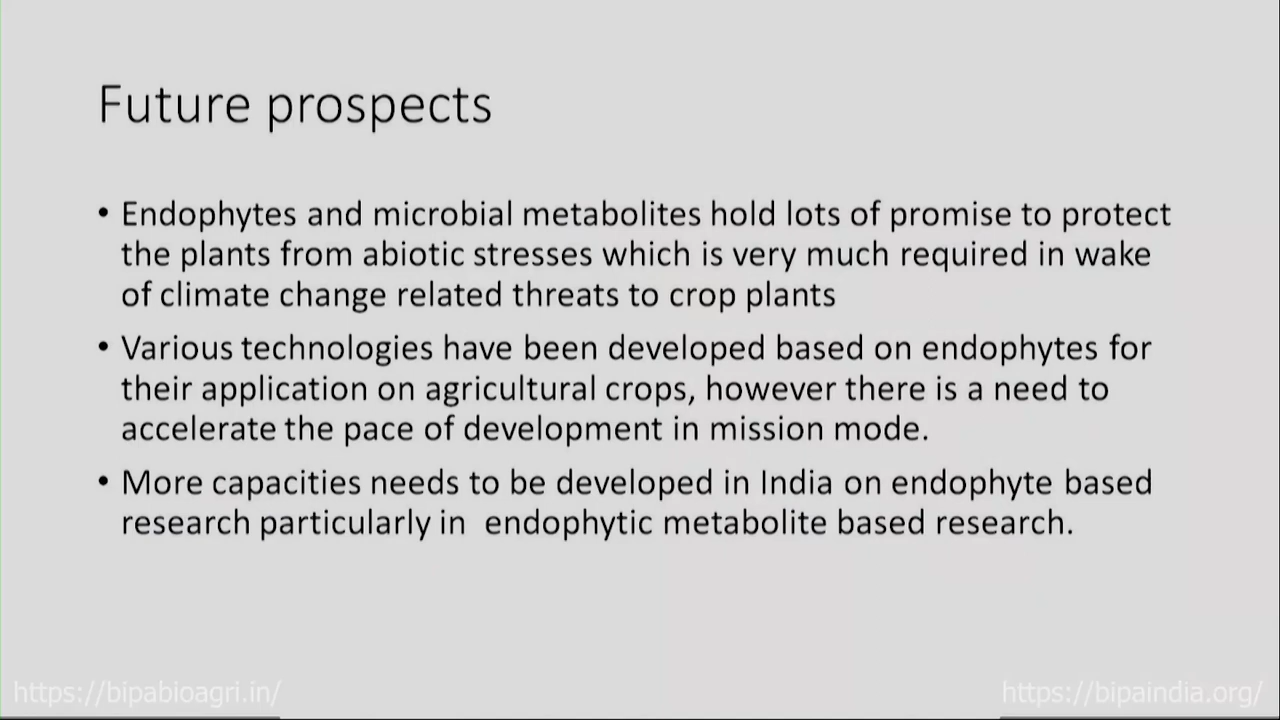 Future prospects
• Endophytes and microbial metabolites hold lots of promise to protect
the plants from abiotic stresses which is very much required in wake
of climate change related threats to crop plants
• Various technologies have been developed based on endophytes for
their application on agricultural crops, however there is a need to
accelerate the pace of development in mission mode.
• More capacities needs to be developed in India on endophyte based
research particularly in  endophytic metabolite based research.
https://bipabioagri.in/
https://bipaindia.org/